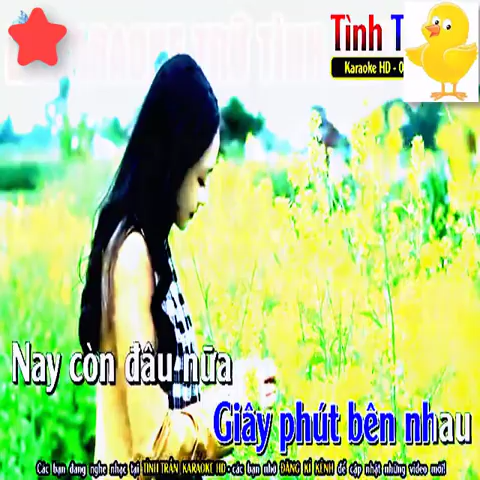 Tình T
Karaoke HD - 0
Nay còn đâu nữa
Giây phút bên nhau
Các bạn đang nghe nhạc tại TÌNH TRẦN KARAOKE HD - các bạn nhớ ĐĂNG KÍ KÊNH để cập nhật những video mới!